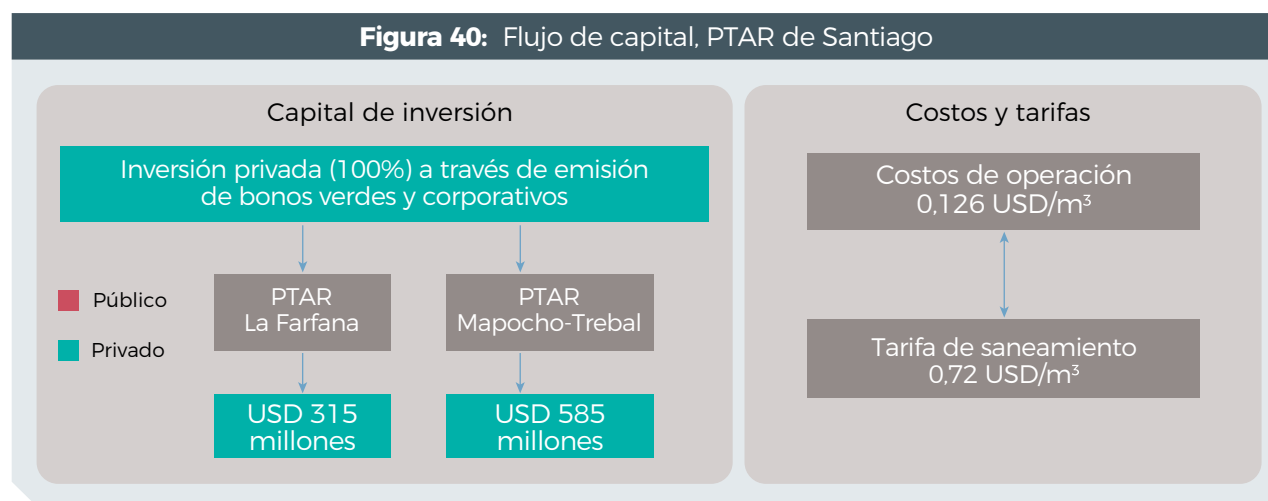 Figura 40: Flujo de capital, PTAR de Santiago
Capital de inversión
Inversión privada (100%) a través de emisión
de bonos verdes y corporativos
Público
Privado
PTAR
La Farfana
PTAR
Mapocho-Trebal
USD 315
millones
USD 585
millones
Costos y tarifas
Costos de operación
0,126 USD/m³
Tarifa de saneamiento
0,72 USD/m³